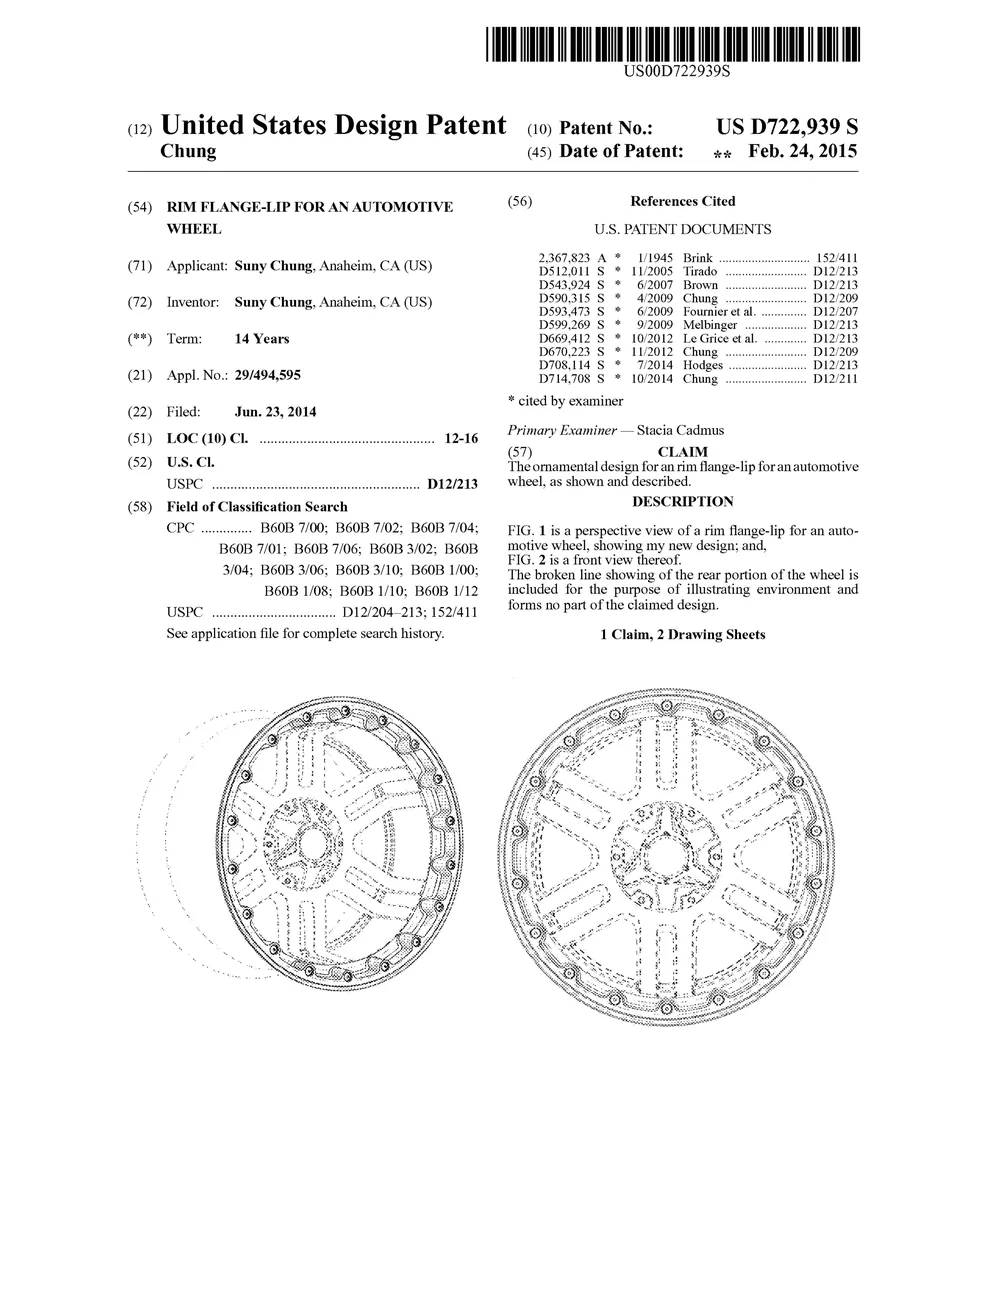 US00D722939S
(12) United States Design Patent
Chung
(10) Patent No.: US D722,939 S
(45) Date of Patent: ** Feb. 24, 2015
(54) RIM FLANGE-LIP FOR AN AUTOMOTIVE
WHEEL
(71) Applicant: Suny Chung, Anaheim, CA (US)
(72) Inventor: Suny Chung, Anaheim, CA (US)
(**) Term: 14 Years
(21) Appl. No.: 29/494,595
(22) Filed: Jun. 23, 2014
(51) LOC (10) Cl. ................................................ 12-16
(52) U.S. Cl.
USPC ......................................................... D12/213
(58) Field of Classification Search
CPC .............. B60B 7/00; B60B 7/02; B60B 7/04;
B60B 7/01; B60B 7/06; B60B 3/02; B60B
3/04; B60B 3/06; B60B 3/10; B60B 1/00;
B60B 1/08; B60B 1/10; B60B 1/12
USPC .................................. D12/204–213; 152/411
See application file for complete search history.
(56) References Cited
U.S. PATENT DOCUMENTS
2,367,823 A * 1/1945 Brink ............................ 152/411
D512,011 S * 11/2005 Tirado ......................... D12/213
D543,924 S * 6/2007 Brown ......................... D12/213
D590,315 S * 4/2009 Chung ......................... D12/209
D593,473 S * 6/2009 Fournier et al. .............. D12/207
D599,269 S * 9/2009 Melbinger ................... D12/213
D669,412 S * 10/2012 Le Grice et al. ............. D12/213
D670,223 S * 11/2012 Chung ......................... D12/209
D708,114 S * 7/2014 Hodges ........................ D12/213
D714,708 S * 10/2014 Chung ......................... D12/211
* cited by examiner
Primary Examiner — Stacia Cadmus
(57) CLAIM
The ornamental design for an rim flange-lip for an automotive
wheel, as shown and described.
DESCRIPTION
FIG. 1 is a perspective view of a rim flange-lip for an auto-
motive wheel, showing my new design; and,
FIG. 2 is a front view thereof.
The broken line showing of the rear portion of the wheel is
included for the purpose of illustrating environment and
forms no part of the claimed design.
1 Claim, 2 Drawing Sheets